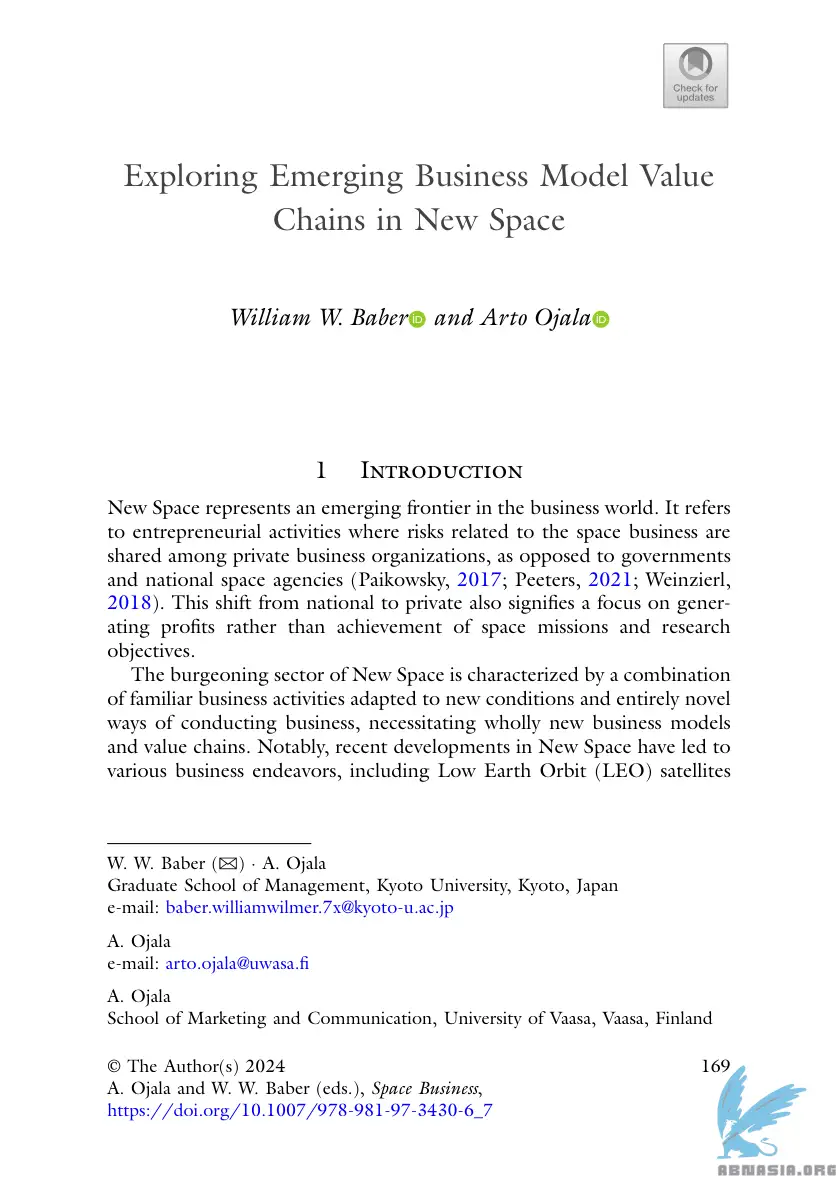 Check for
updates
Exploring Emerging Business Model Value
Chains in New Space
William W. Baber iD and Arto Ojala iD
1 Introduction
New Space represents an emerging frontier in the business world. It refers
to entrepreneurial activities where risks related to the space business are
shared among private business organizations, as opposed to governments
and national space agencies (Paikowsky, 2017; Peeters, 2021; Weinzierl,
2018). This shift from national to private also signifies a focus on gener-
ating profits rather than achievement of space missions and research
objectives.
The burgeoning sector of New Space is characterized by a combination
of familiar business activities adapted to new conditions and entirely novel
ways of conducting business, necessitating wholly new business models
and value chains. Notably, recent developments in New Space have led to
various business endeavors, including Low Earth Orbit (LEO) satellites
W. W. Baber (✉) · A. Ojala
Graduate School of Management, Kyoto University, Kyoto, Japan
e-mail: baber.williamwilmer.7x@kyoto-u.ac.jp
A. Ojala
e-mail: arto.ojala@uwasa.fi
A. Ojala
School of Marketing and Communication, University of Vaasa, Vaasa, Finland
© The Author(s) 2024 169
A. Ojala and W. W. Baber (eds.), Space Business,
https://doi.org/10.1007/978-981-97-3430-6_7
ABNASIA.ORG